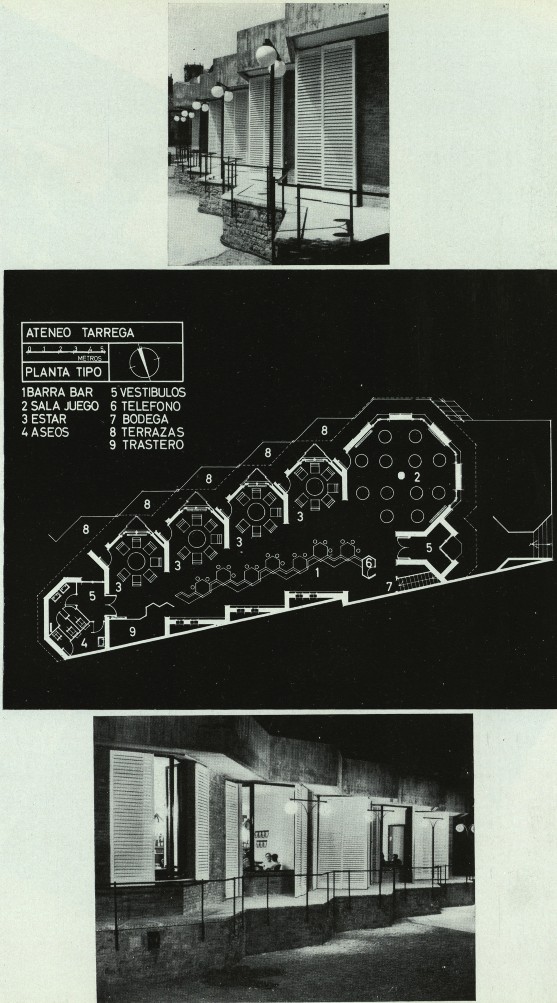 ATENEO TARREGA
0 1 2 3 4 5
METROS
PLANTA TIPO
1 BARRA BAR
2 SALA JUEGO
3 ESTAR
4 ASEOS
5 VESTIBULOS
6 TELEFONO
7 BODEGA
8 TERRAZAS
9 TRASTERO
8
8
8
8
8
2
3
3
3
3
5
6
1
7
5
4
9